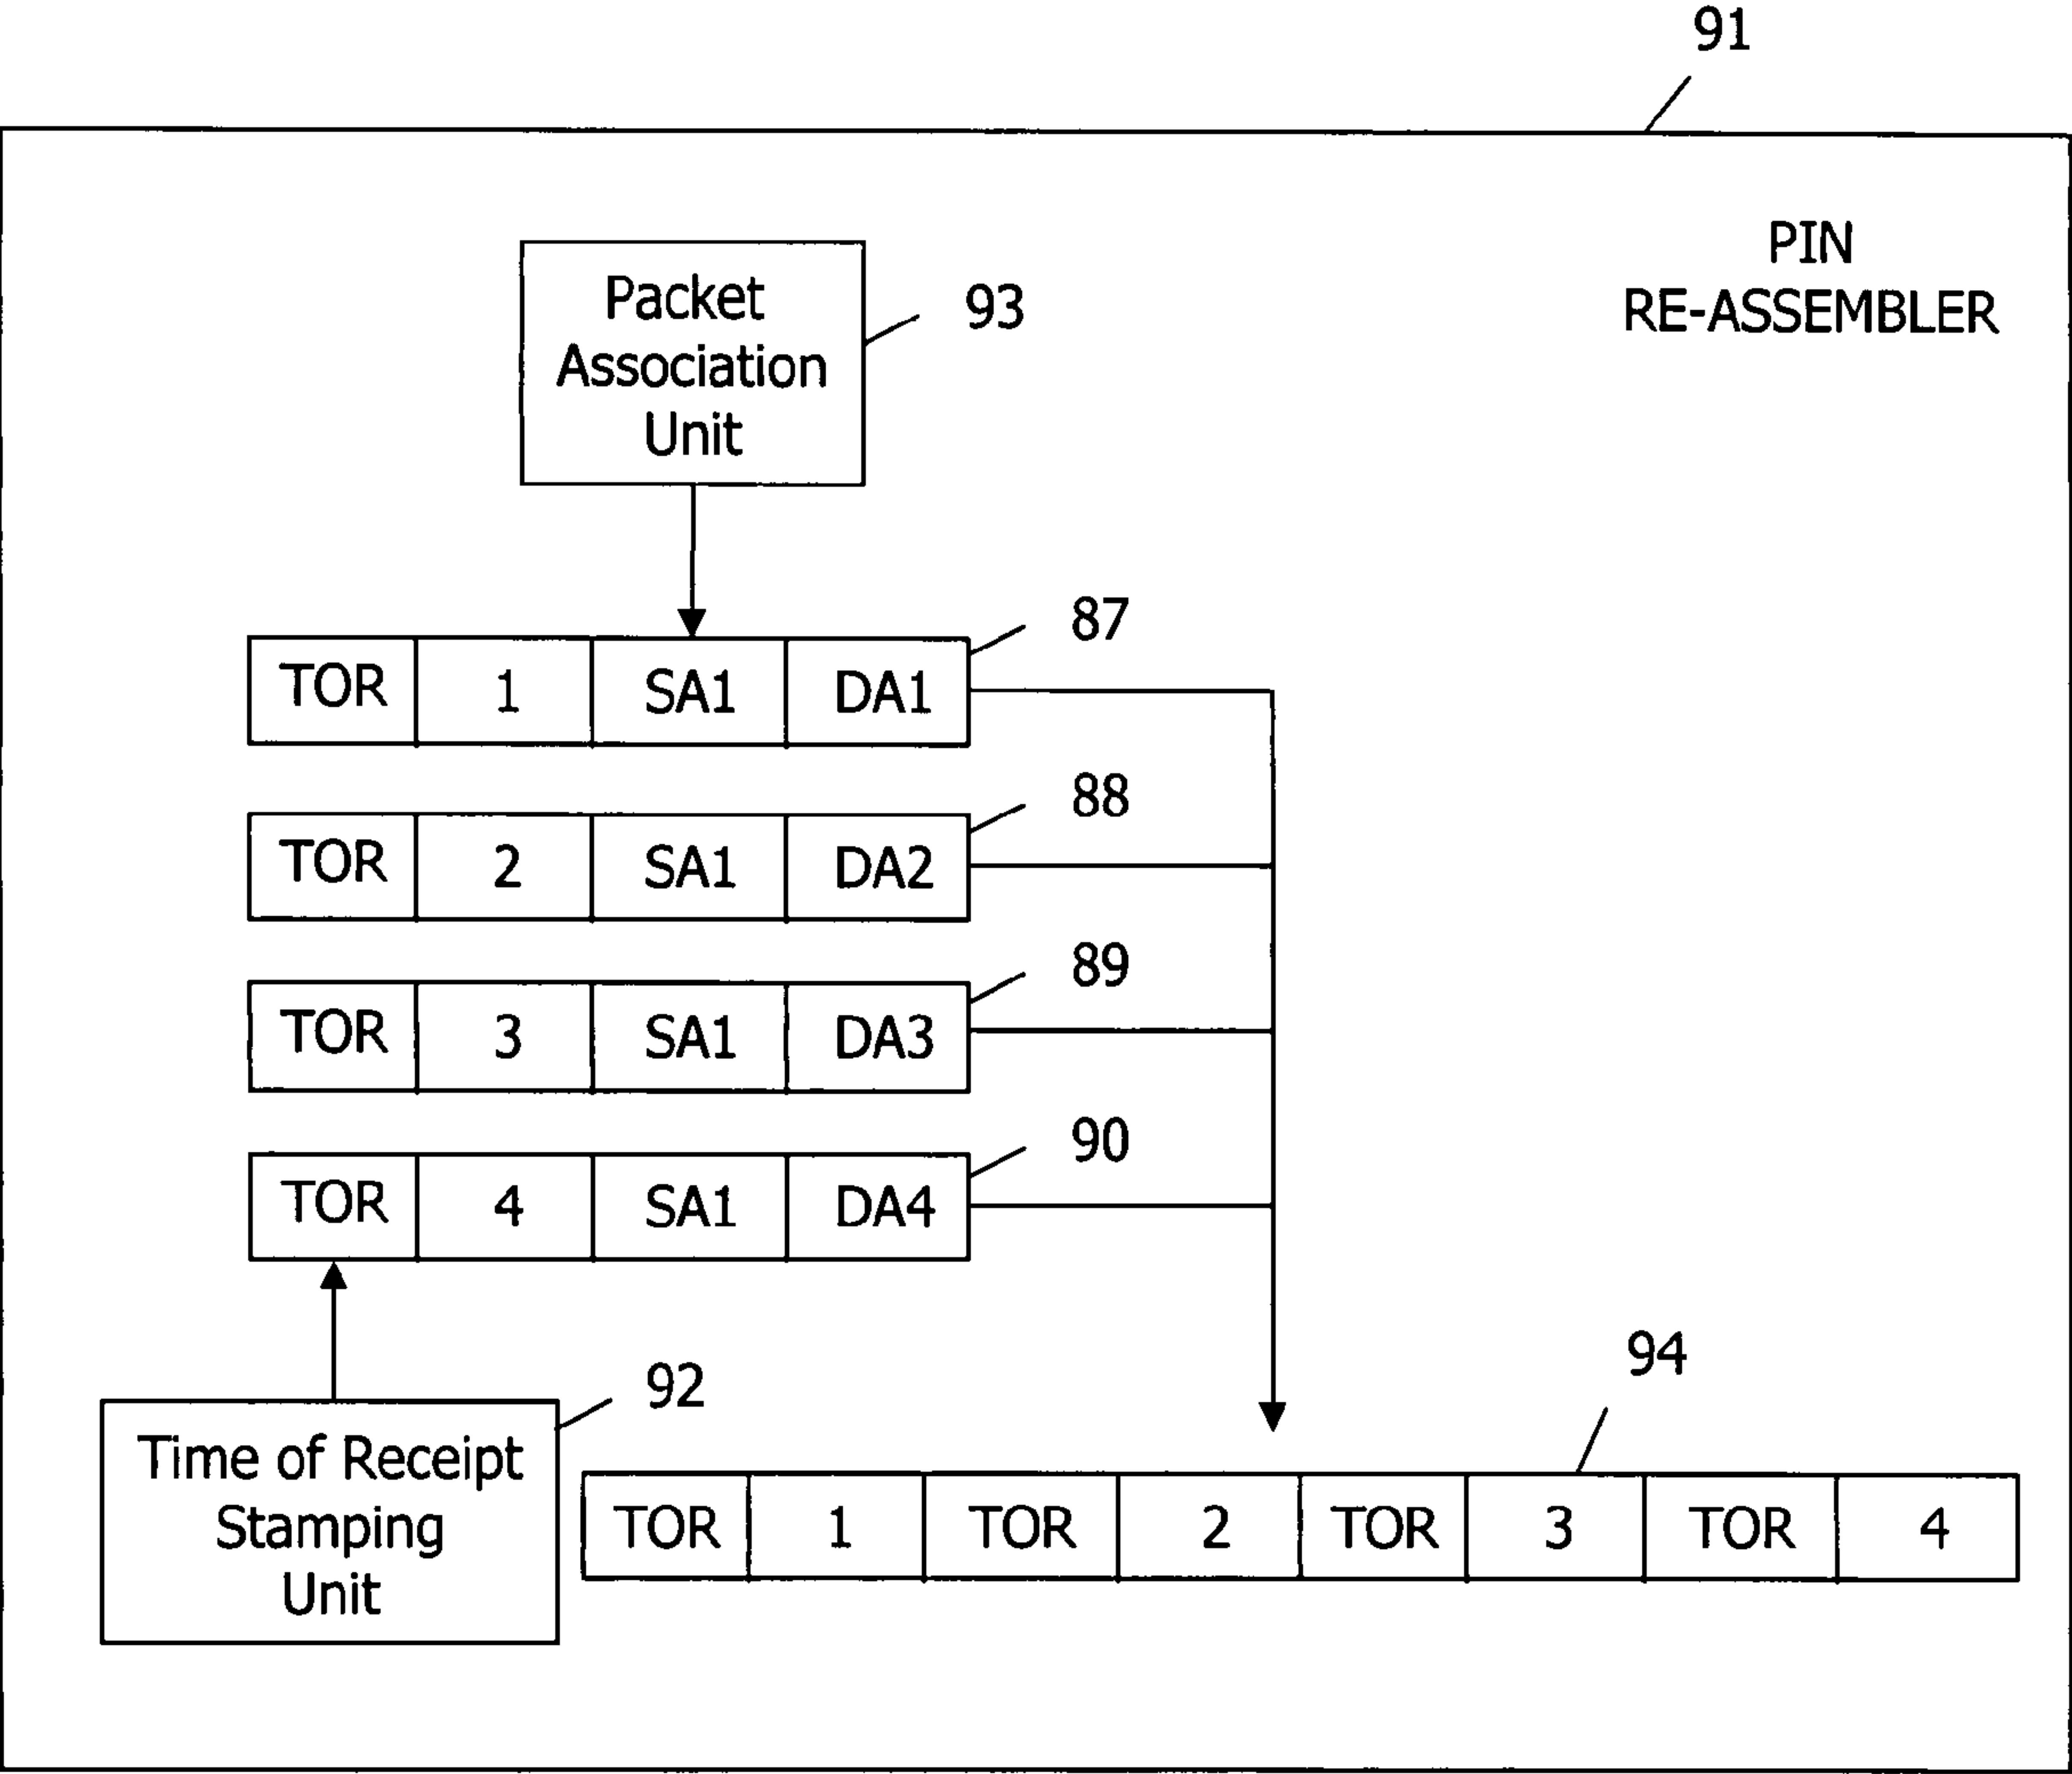 91
PIN
RE-ASSEMBLER
Packet
Association
Unit
93
87
TOR 1 SA1 DA1
88
TOR 2 SA1 DA2
89
TOR 3 SA1 DA3
90
TOR 4 SA1 DA4
92
Time of Receipt
Stamping
Unit
94
TOR 1 TOR 2 TOR 3 TOR 4